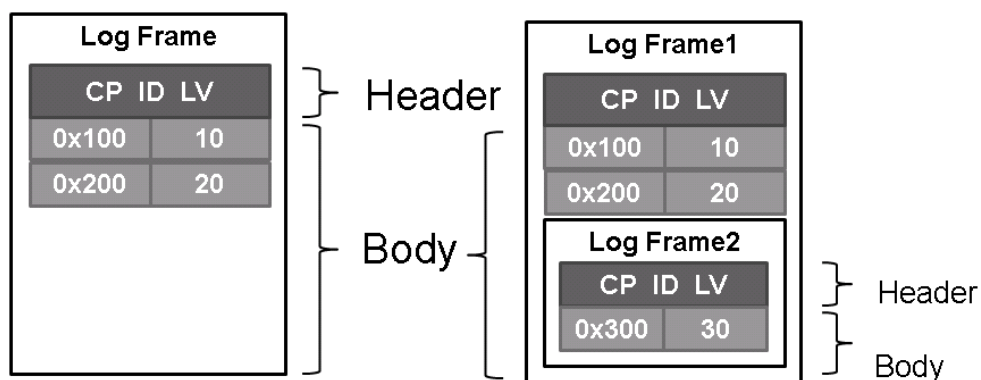 Log Frame
CP ID LV
0x100 10
0x200 20
Header
Body
Log Frame1
CP ID LV
0x100 10
0x200 20
Log Frame2
CP ID LV
0x300 30
Header
Body